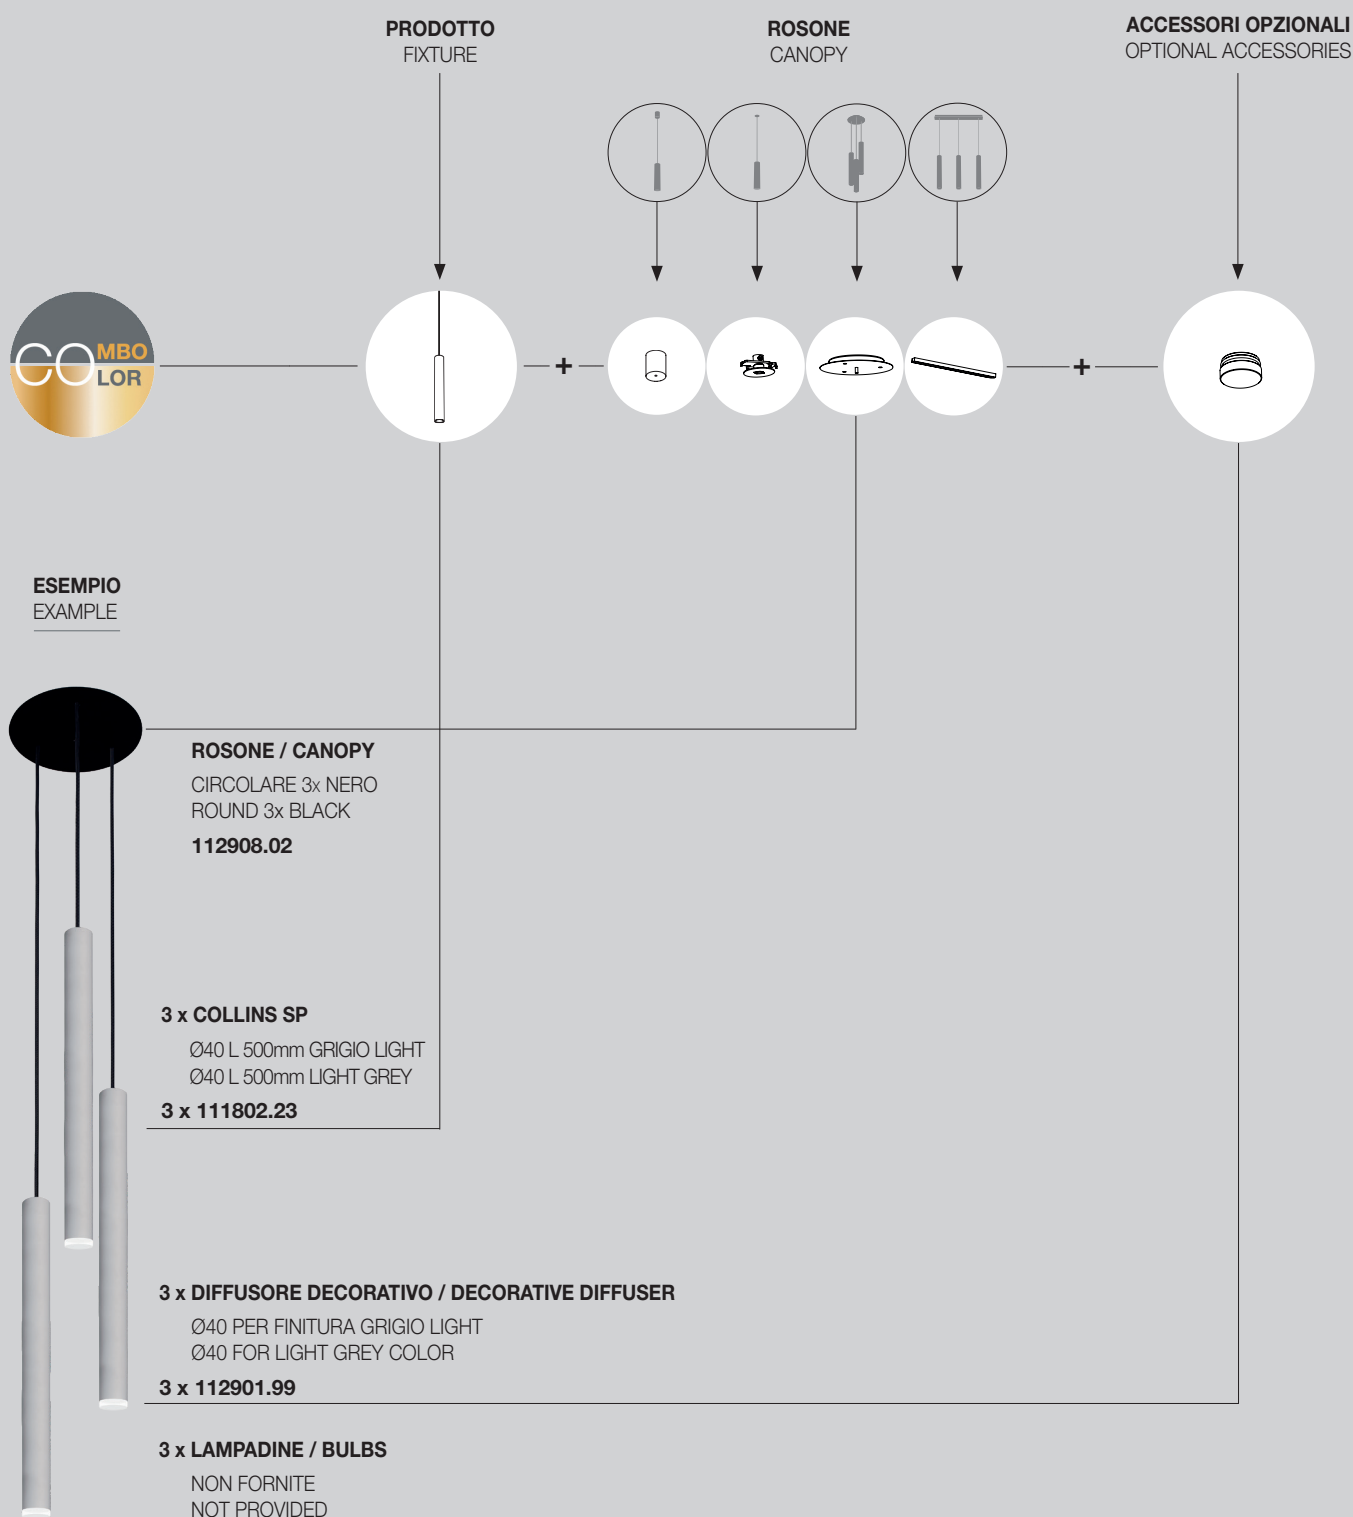 PRODOTTO
FIXTURE
ROSONE
CANOPY
ACCESSORI OPZIONALI
OPTIONAL ACCESSORIES
COMBO
COLOR
+
+
ESEMPIO
EXAMPLE
ROSONE / CANOPY
CIRCOLARE 3x NERO
ROUND 3x BLACK
112908.02
3 x COLLINS SP
Ø40 L 500mm GRIGIO LIGHT
Ø40 L 500mm LIGHT GREY
3 x 111802.23
3 x DIFFUSORE DECORATIVO / DECORATIVE DIFFUSER
Ø40 PER FINITURA GRIGIO LIGHT
Ø40 FOR LIGHT GREY COLOR
3 x 112901.99
3 x LAMPADINE / BULBS
NON FORNITE
NOT PROVIDED